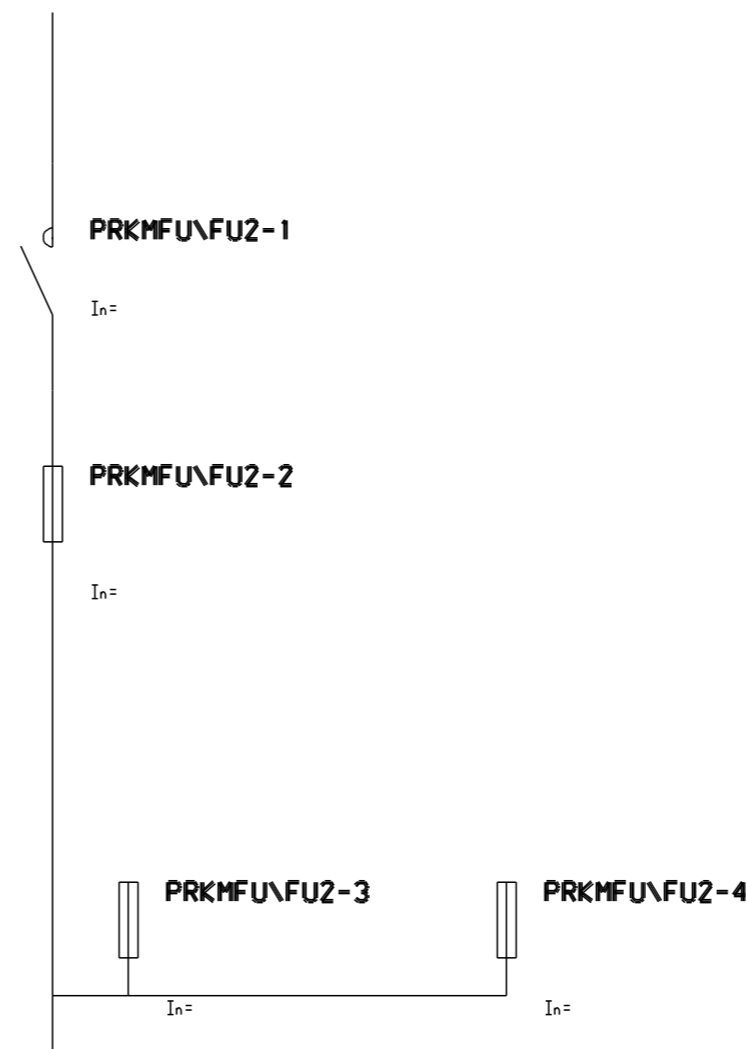 PRKMFU\FU2-1
In=
PRKMFU\FU2-2
In=
PRKMFU\FU2-3
PRKMFU\FU2-4
In=
In=